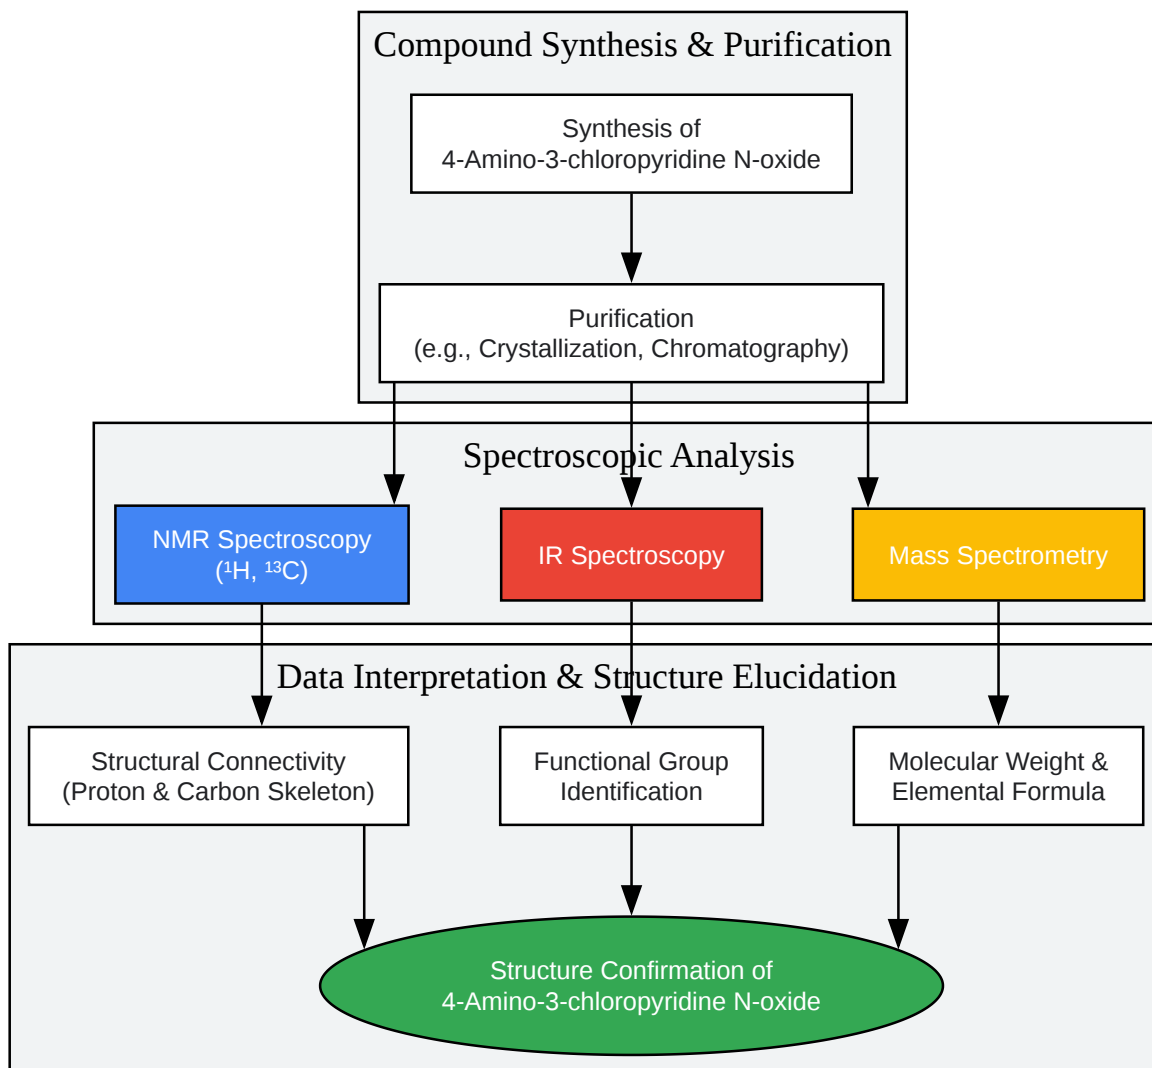 Compound Synthesis & Purification
Synthesis of
4-Amino-3-chloropyridine N-oxide
Purification
(e.g., Crystallization, Chromatography)
Spectroscopic Analysis
NMR Spectroscopy
(¹H, ¹³C)
IR Spectroscopy
Mass Spectrometry
Data Interpretation & Structure Elucidation
Structural Connectivity
(Proton & Carbon Skeleton)
Functional Group
Identification
Molecular Weight &
Elemental Formula
Structure Confirmation of
4-Amino-3-chloropyridine N-oxide